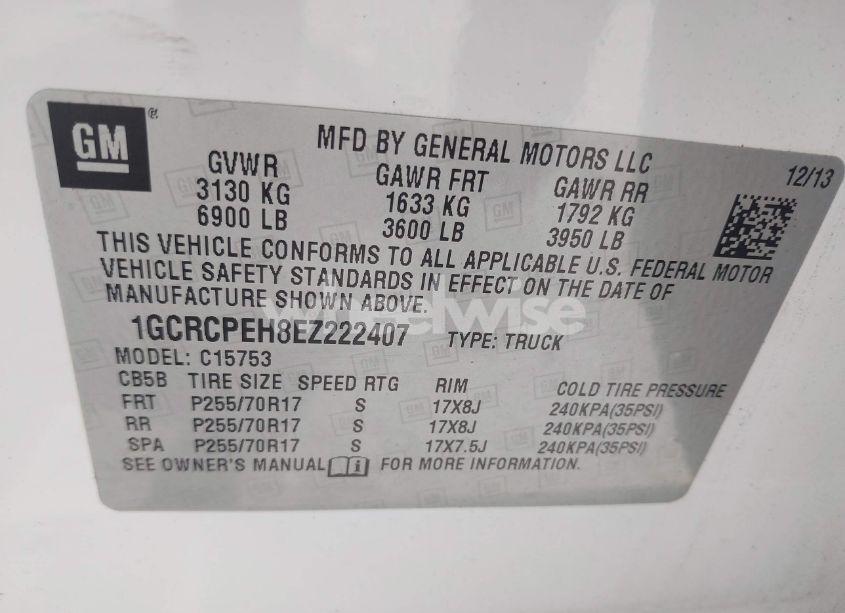 GM ®
MFD BY GENERAL MOTORS LLC
12/13
GVWR GAWR FRT GAWR RR
3130 KG 1633 KG 1792 KG
6900 LB 3600 LB 3950 LB
THIS VEHICLE CONFORMS TO ALL APPLICABLE U.S. FEDERAL MOTOR
VEHICLE SAFETY STANDARDS IN EFFECT ON THE DATE OF
MANUFACTURE SHOWN ABOVE.
wheelwise
1GCRCPEH8EZ222407 TYPE: TRUCK
MODEL: C15753
CB5B TIRE SIZE SPEED RTG RIM COLD TIRE PRESSURE
FRT P255/70R17 S 17X8J 240KPA(35PSI)
RR P255/70R17 S 17X8J 240KPA(35PSI)
SPA P255/70R17 S 17X7.5J 240KPA(35PSI)
SEE OWNER'S MANUAL FOR MORE INFORMATION.